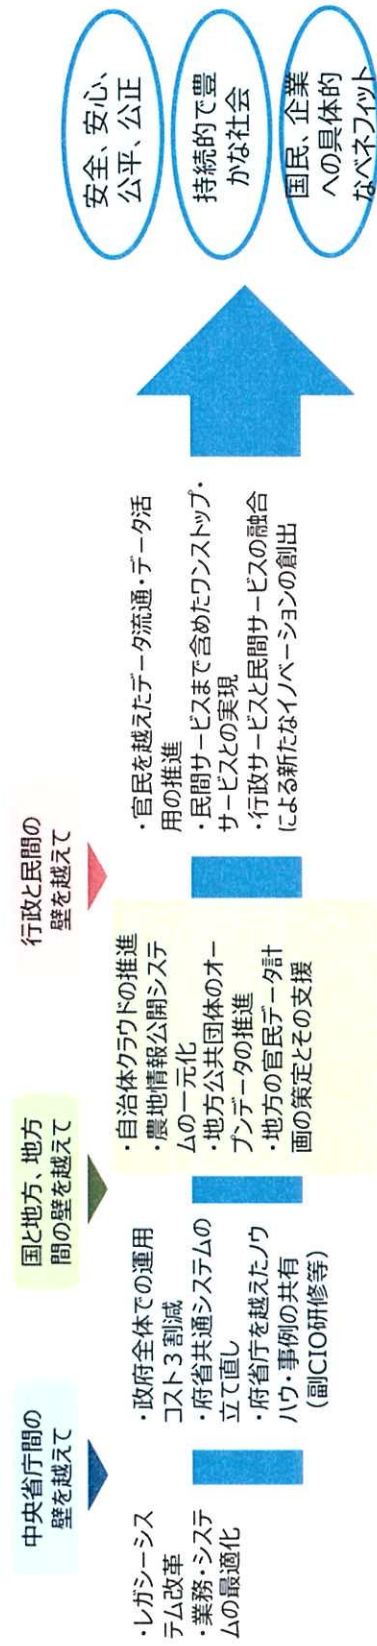 中央省庁間の
壁を越えて
国と地方、地方
間の壁を越えて
行政と民間の
壁を越えて
・レガシーシス
テム改革
・業務・システ
ムの最適化
・政府全体での運用
コスト3割減
・府省共通システムの
立て直し
・府省庁を越えたノウ
ハウ・事例の共有
(副CIO研修等)
・自治体クラウドの推進
・農地情報公開システ
ムの一元化
・地方公共団体のオー
プンデータの推進
・地方の官民データ計
画の策定とその支援
・官民を越えたデータ流通・データ活
用の推進
・民間サービスまで含めたワンストップ・
サービスとの実現
・行政サービスと民間サービスの融合
による新たなイノベーションの創出
安全、安心、
公平、公正
持続的で豊
かな社会
国民、企業
への具体的
なベネフィット